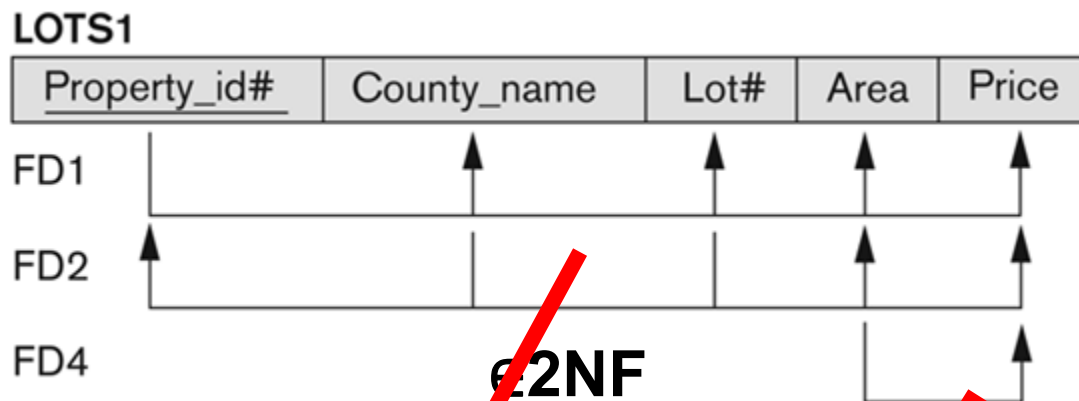 LOTS1
Property_id# County_name Lot# Area Price
FD1
FD2
FD4
∈2NF